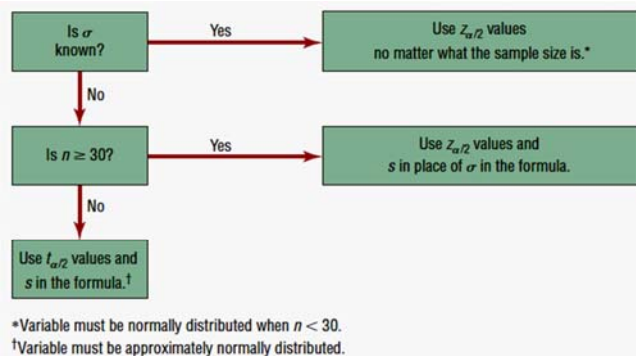 Is σ
known?
Yes
Use zα/2 values
no matter what the sample size is.*
No
Is n ≥ 30?
Yes
Use zα/2 values and
s in place of σ in the formula.
No
Use tα/2 values and
s in the formula.†
*Variable must be normally distributed when n < 30.
†Variable must be approximately normally distributed.